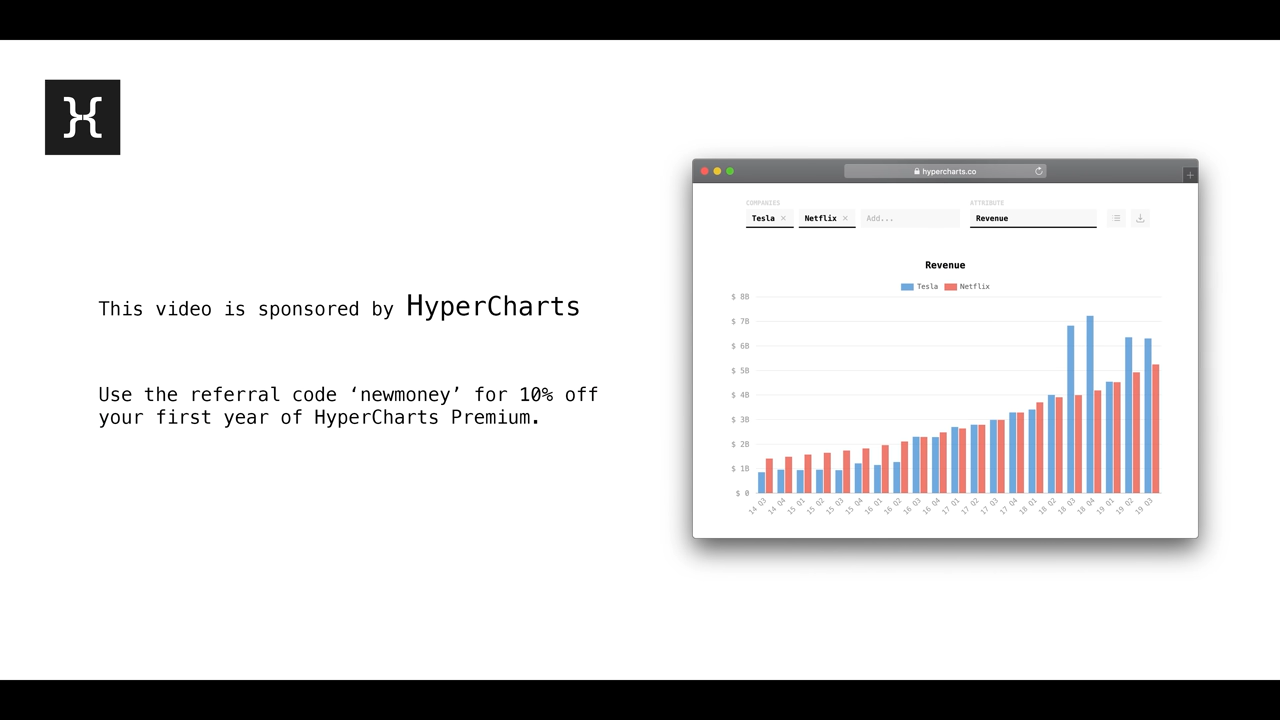 This video is sponsored by HyperCharts
Use the referral code ‘newmoney’ for 10% off
your first year of HyperCharts Premium.
hypercharts.co
COMPANIES
ATTRIBUTE
Tesla × Netflix × Add... Revenue
Revenue
Tesla Netflix
$ 8B
$ 7B
$ 6B
$ 5B
$ 4B
$ 3B
$ 2B
$ 1B
$ 0
14 Q3 14 Q4 15 Q1 15 Q2 15 Q3 15 Q4 16 Q1 16 Q2 16 Q3 16 Q4 17 Q1 17 Q2 17 Q3 17 Q4 18 Q1 18 Q2 18 Q3 18 Q4 19 Q1 19 Q2 19 Q3